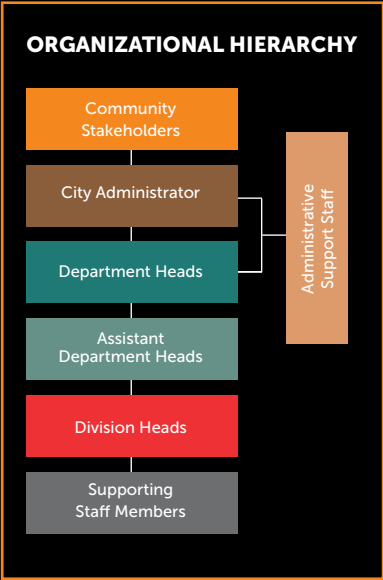 ORGANIZATIONAL HIERARCHY
Community
Stakeholders
City Administrator
Department Heads
Assistant
Department Heads
Division Heads
Supporting
Staff Members
Administrative
Support Staff